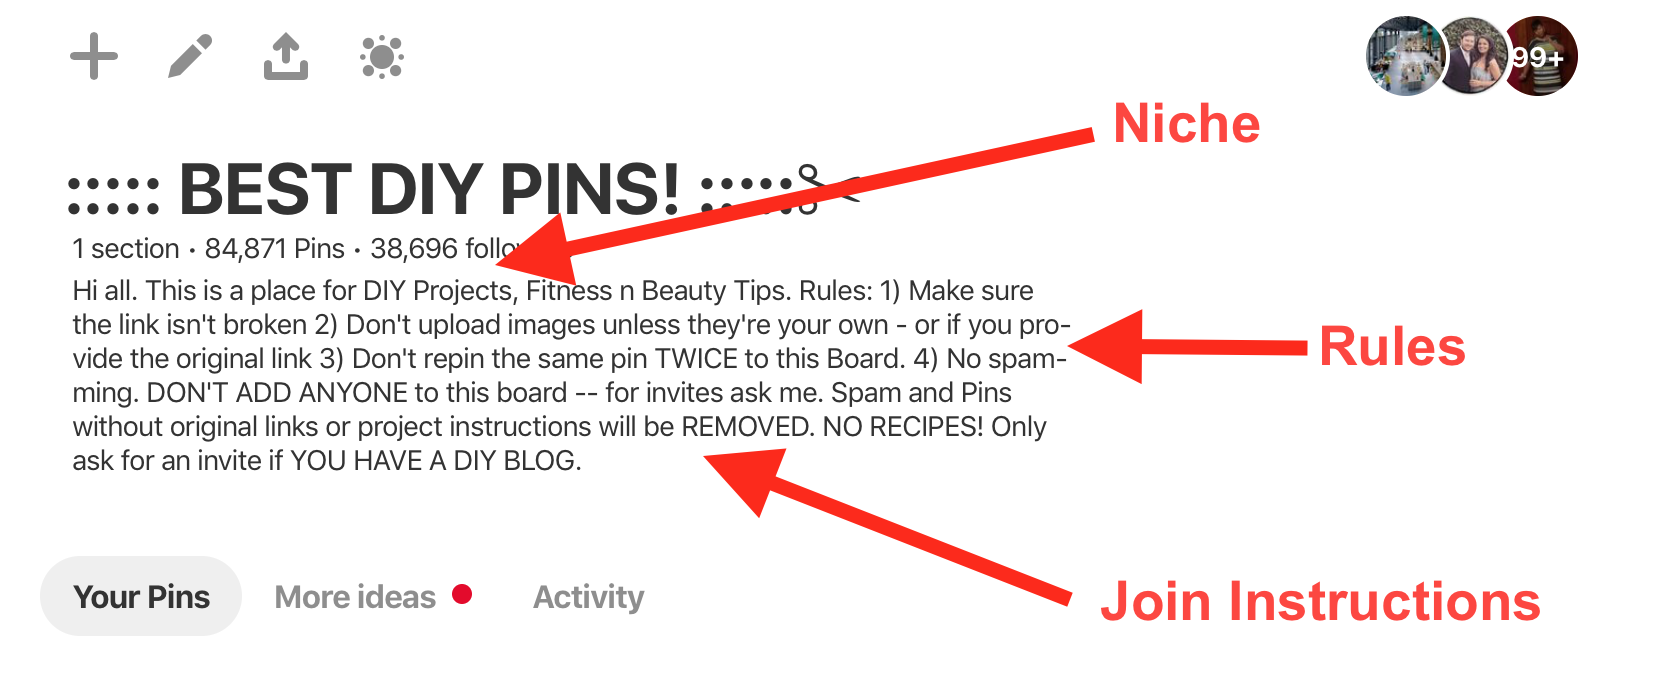 99+
Niche
::::: BEST DIY PINS! :::::✂
1 section • 84,871 Pins • 38,696
Hi all. This is a place for DIY Projects, Fitness n Beauty Tips. Rules: 1) Make sure
the link isn't broken 2) Don't upload images unless they're your own - or if you pro-
vide the original link 3) Don't repin the same pin TWICE to this Board. 4) No spam-
ming. DON'T ADD ANYONE to this board -- for invites ask me. Spam and Pins
without original links or project instructions will be REMOVED. NO RECIPES! Only
ask for an invite if YOU HAVE A DIY BLOG.
Rules
Join Instructions
Your Pins
More ideas
Activity